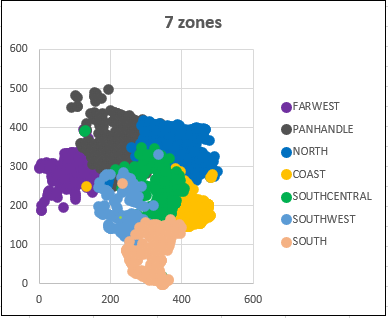 7 zones
600
500
400
300
200
100
0
0 200 400 600
FARWEST
PANHANDLE
NORTH
COAST
SOUTHCENTRAL
SOUTHWEST
SOUTH